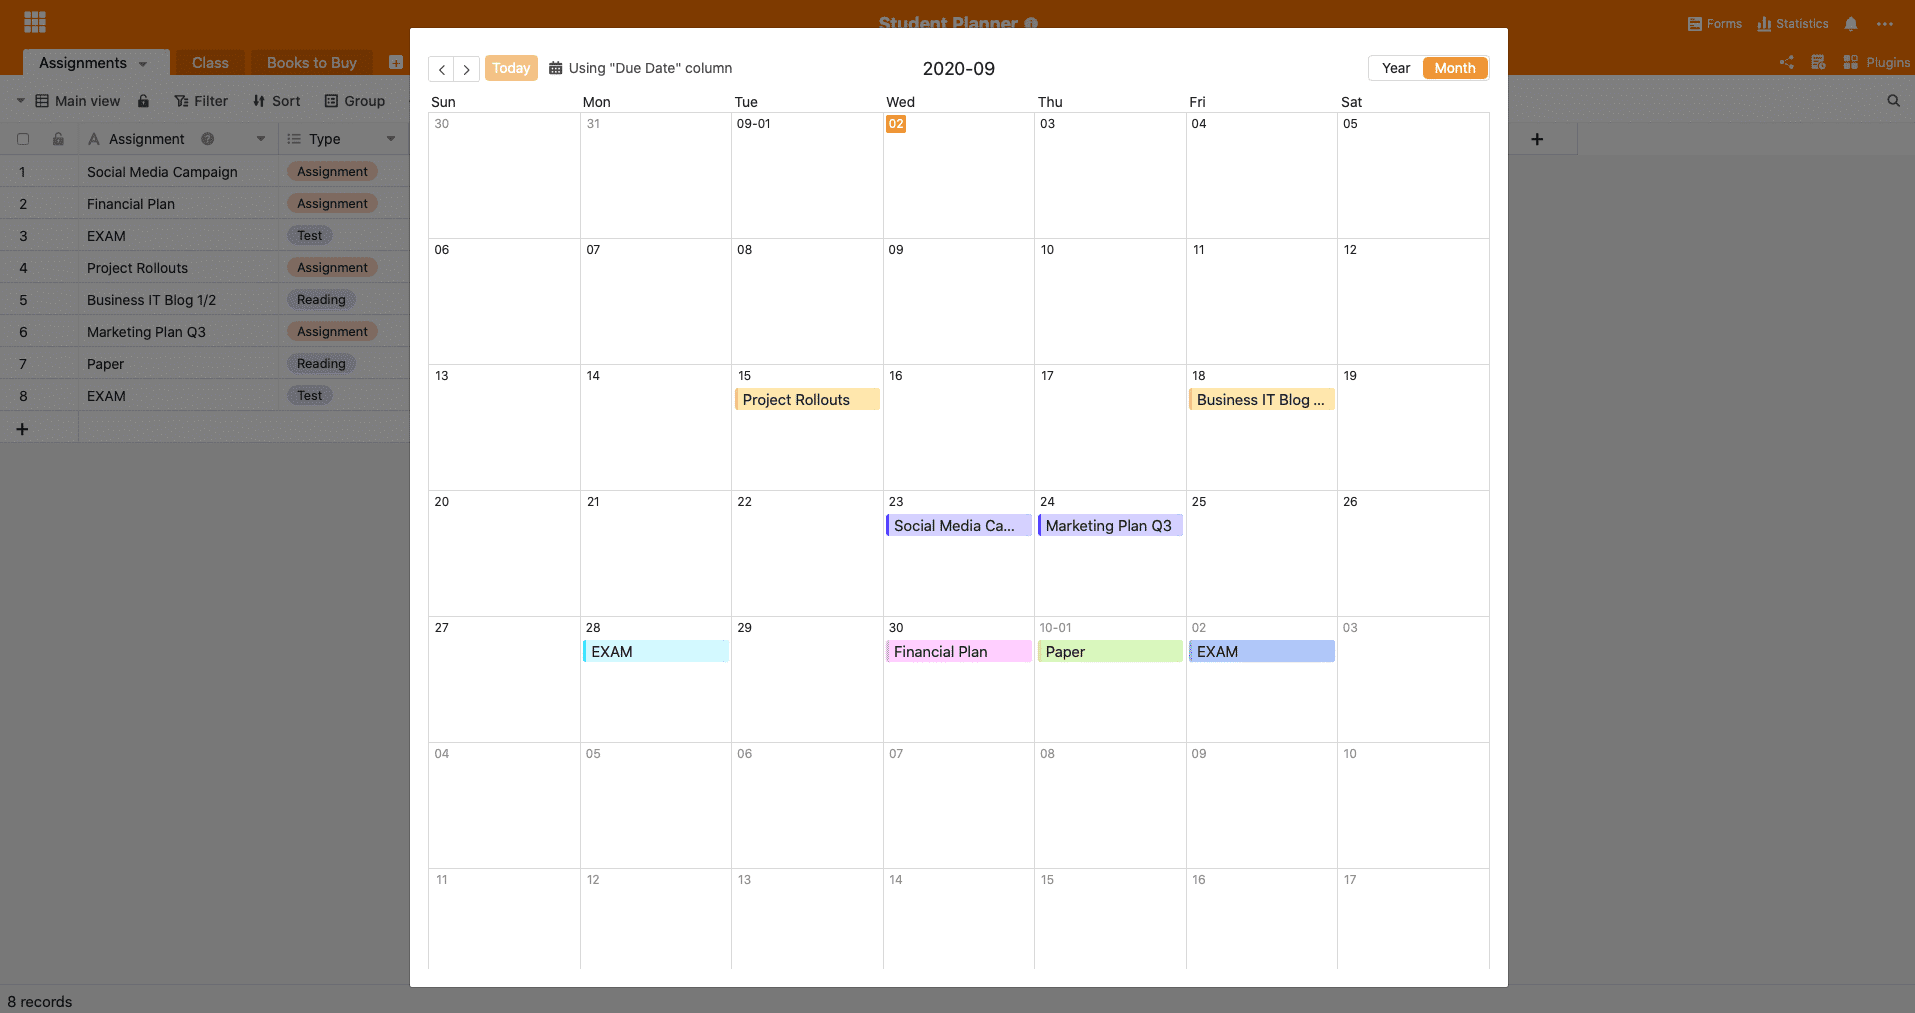 Student Planner
Forms
Statistics
Assignments
Class
Books to Buy
Plugins
Main view
Filter
Sort
Group
Assignment
Type
1 Social Media Campaign Assignment
2 Financial Plan Assignment
3 EXAM Test
4 Project Rollouts Assignment
5 Business IT Blog 1/2 Reading
6 Marketing Plan Q3 Assignment
7 Paper Reading
8 EXAM Test
8 records
Today
Using "Due Date" column
2020-09
Year
Month
Sun Mon Tue Wed Thu Fri Sat
30 31 09-01 02 03 04 05
06 07 08 09 10 11 12
13 14 15 16 17 18 19
Project Rollouts
Business IT Blog ...
20 21 22 23 24 25 26
Social Media Ca...
Marketing Plan Q3
27 28 29 30 10-01 02 03
EXAM
Financial Plan
Paper
EXAM
04 05 06 07 08 09 10
11 12 13 14 15 16 17